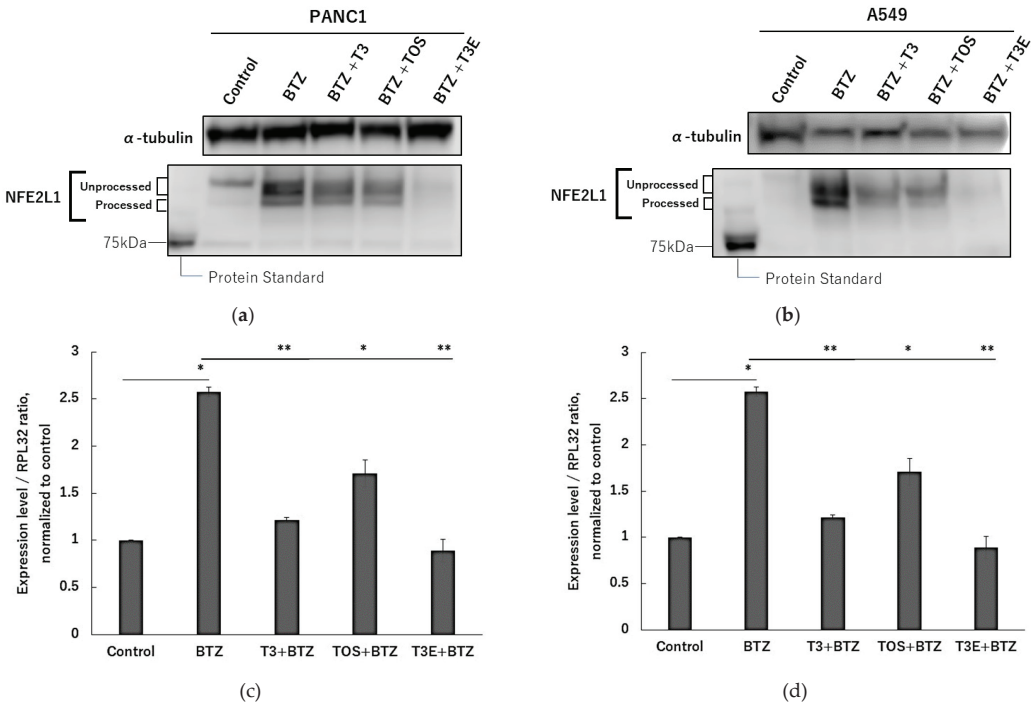 PANC1
Control
BTZ
BTZ +T3
BTZ +TOS
BTZ +T3E
α-tubulin
NFE2L1
Unprocessed
Processed
75kDa
Protein Standard
(a)
A549
Control
BTZ
BTZ +T3
BTZ +TOS
BTZ +T3E
α-tubulin
NFE2L1
Unprocessed
Processed
75kDa
Protein Standard
(b)
Expression level / RPL32 ratio,
normalized to control
3
2.5
2
1.5
1
0.5
0
*
**
*
**
Control BTZ T3+BTZ TOS+BTZ T3E+BTZ
(c)
Expression level / RPL32 ratio,
normalized to control
3
2.5
2
1.5
1
0.5
0
*
**
*
**
Control BTZ T3+BTZ TOS+BTZ T3E+BTZ
(d)